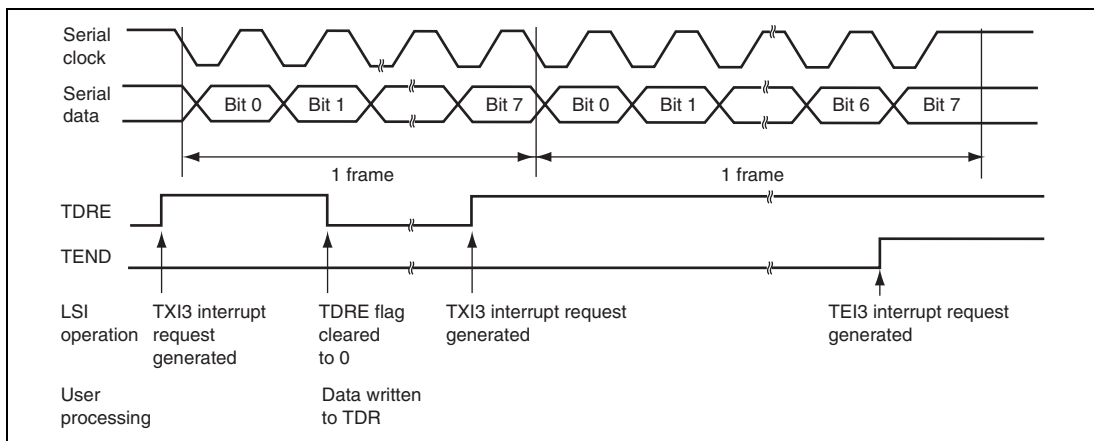 Serial
clock
Serial
data
Bit 0
Bit 1
Bit 7
Bit 0
Bit 1
Bit 6
Bit 7
1 frame
1 frame
TDRE
TEND
LSI
operation
TXI3 interrupt
request
generated
TDRE flag
cleared
to 0
TXI3 interrupt request
generated
TEI3 interrupt request
generated
User
processing
Data written
to TDR